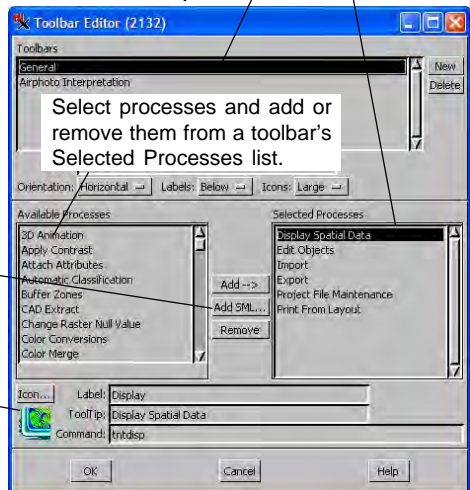 Toolbar Editor (2132)
Toolbars
General
Airphoto Interpretation
New
Delete
Select processes and add or
remove them from a toolbar's
Selected Processes list.
Orientation: Horizontal Labels: Below Icons: Large
Available Processes
3D Animation
Apply Contrast
Attach Attributes
Automatic Classification
Buffer Zones
CAD Extract
Change Raster Null Value
Color Conversions
Color Merge
Add -->
Add SML...
Remove
Selected Processes
Display Spatial Data
Edit Objects
Import
Export
Project File Maintenance
Print From Layout
Icon...
Label: Display
ToolTip: Display Spatial Data
Command: tntdisp
OK Cancel Help